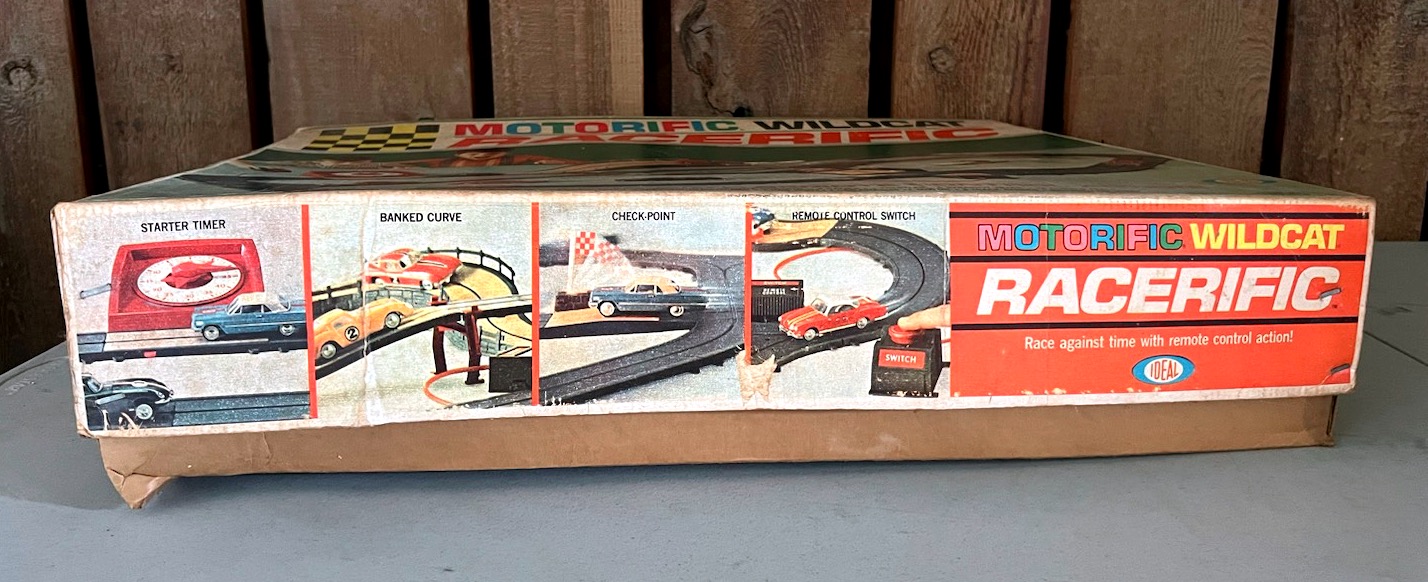 MOTORIFIC WILDCAT
RACERIFIC
STARTER TIMER
BANKED CURVE
2
CHECK-POINT
REMOTE CONTROL SWITCH
SWITCH
MOTORIFIC WILDCAT
RACERIFIC
Race against time with remote control action!
IDEAL